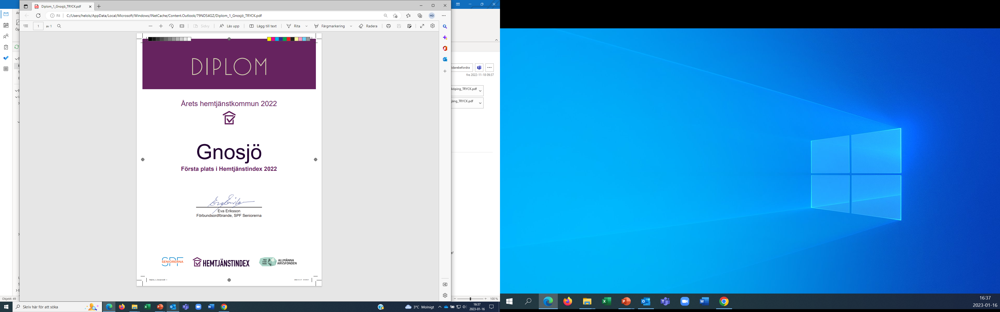 Diplom_1_Gnosjö_TRYCK.pdf
Fil
C:/Users/helols/AppData/Local/Microsoft/Windows/INetCache/Content.Outlook/79NDS4GZ/Diplom_1_Gnosjö_TRYCK.pdf
HO
1 av 1
Sidvy
Läs upp
Lägg till text
Rita
Färgmarkering
Radera
DIPLOM
Årets hemtjänstkommun 2022
Gnosjö
Första plats i Hemtjänstindex 2022
Eva Eriksson
Förbundsordförande, SPF Seniorerna
SPF
SENIORERNA
HEMTJÄNSTINDEX
MED
STÖD
FRÅN
ALLMÄNNA
ARVSFONDEN
Diplom_1_Gnosjö.indd 1
2022-11-17
idarebefordra
fre 2022-11-18 09:37
köping_TRYCK.pdf
jäng_TRYCK.pdf
e!
Objekt: 49
100 %
Skriv här för att söka
3°C Molnigt
16:37
2023-01-16
16:37
2023-01-16